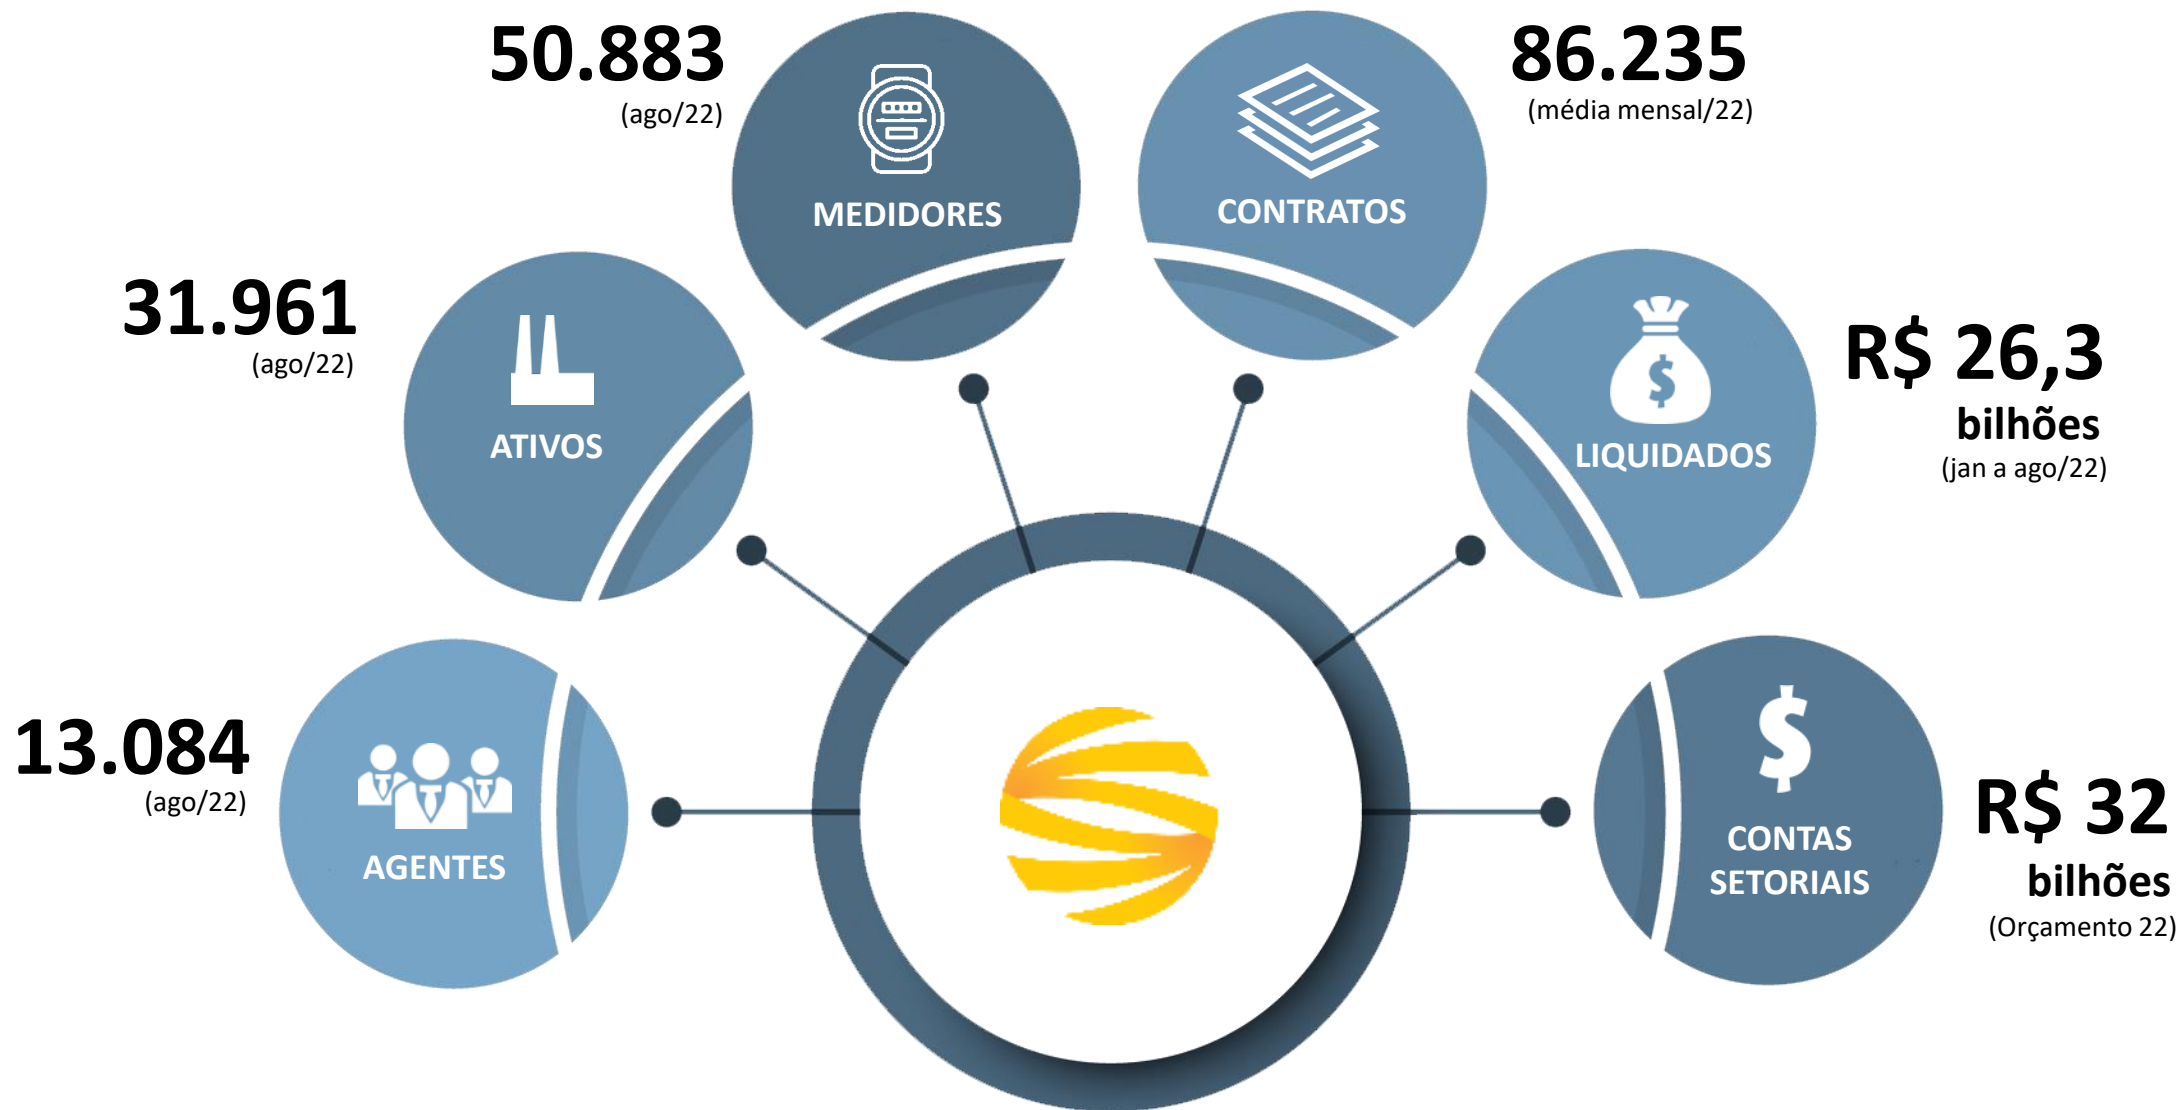 13.084
(ago/22)
AGENTES
31.961
(ago/22)
ATIVOS
50.883
(ago/22)
MEDIDORES
86.235
(média mensal/22)
CONTRATOS
R$ 26,3
bilhões
(jan a ago/22)
$
LIQUIDADOS
R$ 32
bilhões
(Orçamento 22)
$
CONTAS
SETORIAIS